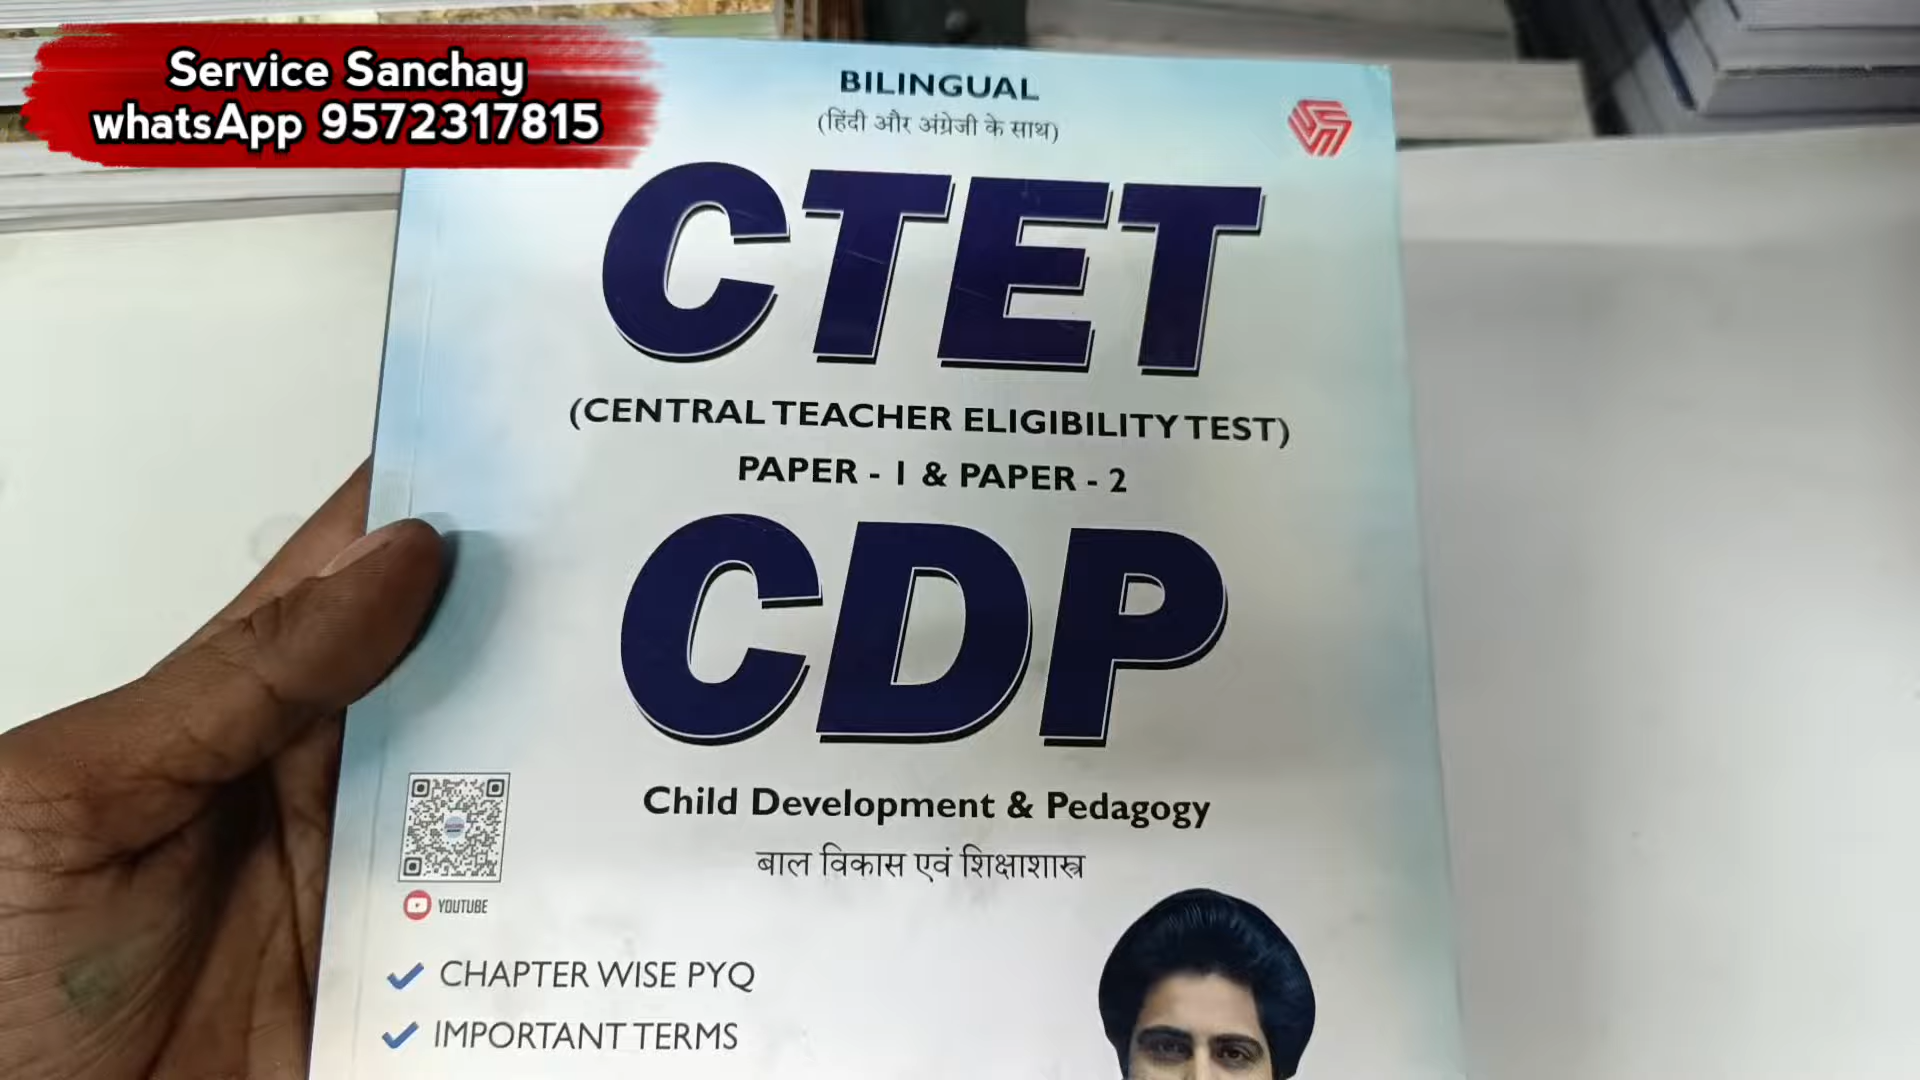 Service Sanchay
whatsApp 9572317815
BILINGUAL
(हिंदी और अंग्रेजी के साथ)
CTET
(CENTRAL TEACHER ELIGIBILITY TEST)
PAPER - 1 & PAPER - 2
CDP
Child Development & Pedagogy
बाल विकास एवं शिक्षाशास्त्र
YOUTUBE
CHAPTER WISE PYQ
IMPORTANT TERMS